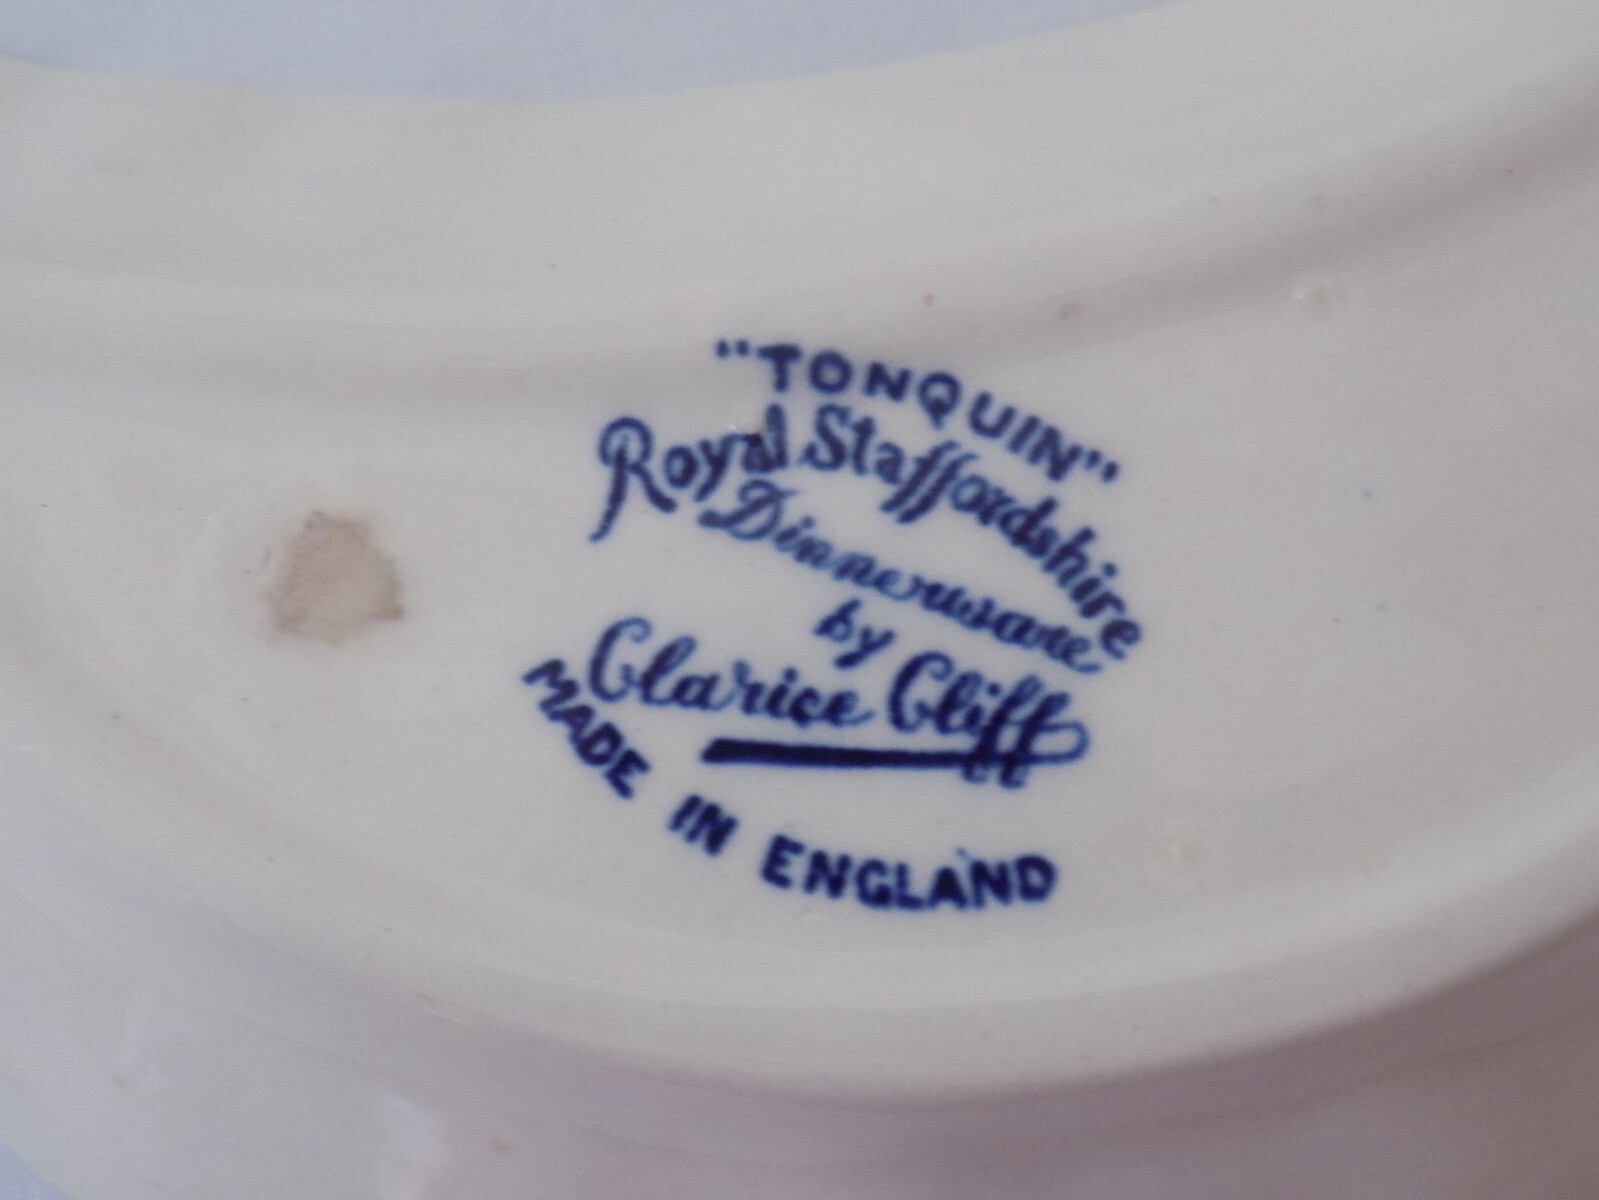 "TONQUIN"
Royal Staffordshire
Dinnerware
by
Clarice Cliff
MADE IN ENGLAND